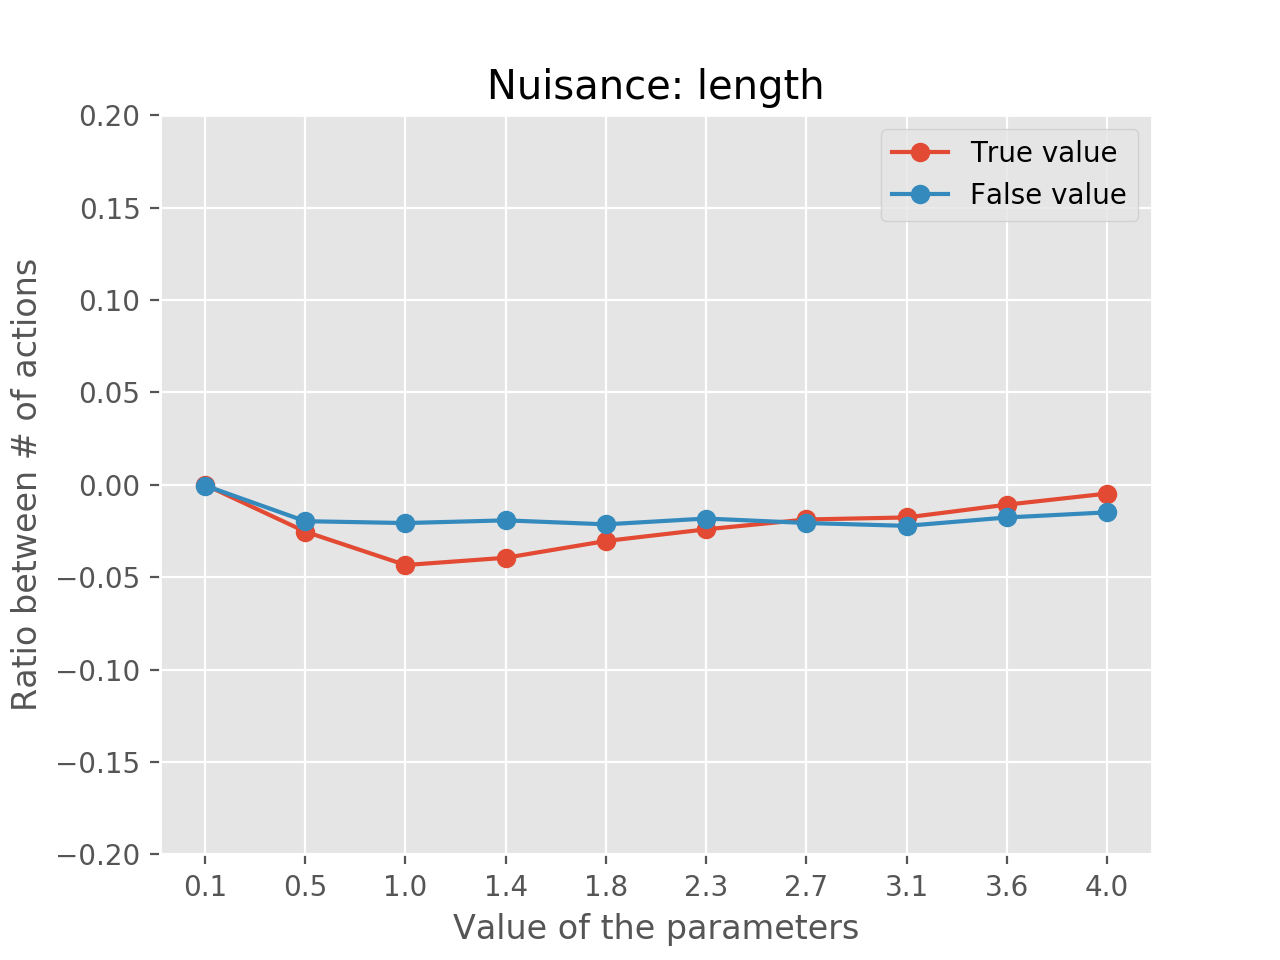 Nuisance: length
True value
False value
Ratio between # of actions
0.20
0.15
0.10
0.05
0.00
−0.05
−0.10
−0.15
−0.20
0.1 0.5 1.0 1.4 1.8 2.3 2.7 3.1 3.6 4.0
Value of the parameters